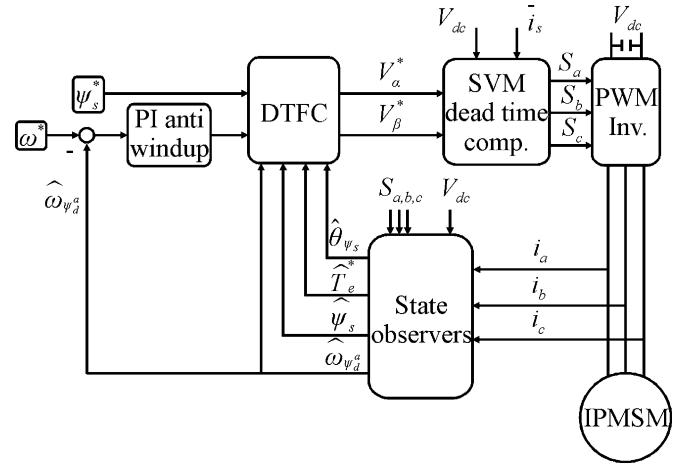 V_dc
i̅_s
V_dc
ψ_s^*
DTFC
V_α^*
V_β^*
SVM
dead time
comp.
S_a
S_b
S_c
PWM
Inv.
ω^*
-
PI anti
windup
ω̂_ψ_d^a
S_a,b,c
V_dc
θ̂_ψ_s
T̂_e^*
ψ̂_s
ω̂_ψ_d^a
State
observers
i_a
i_b
i_c
IPMSM